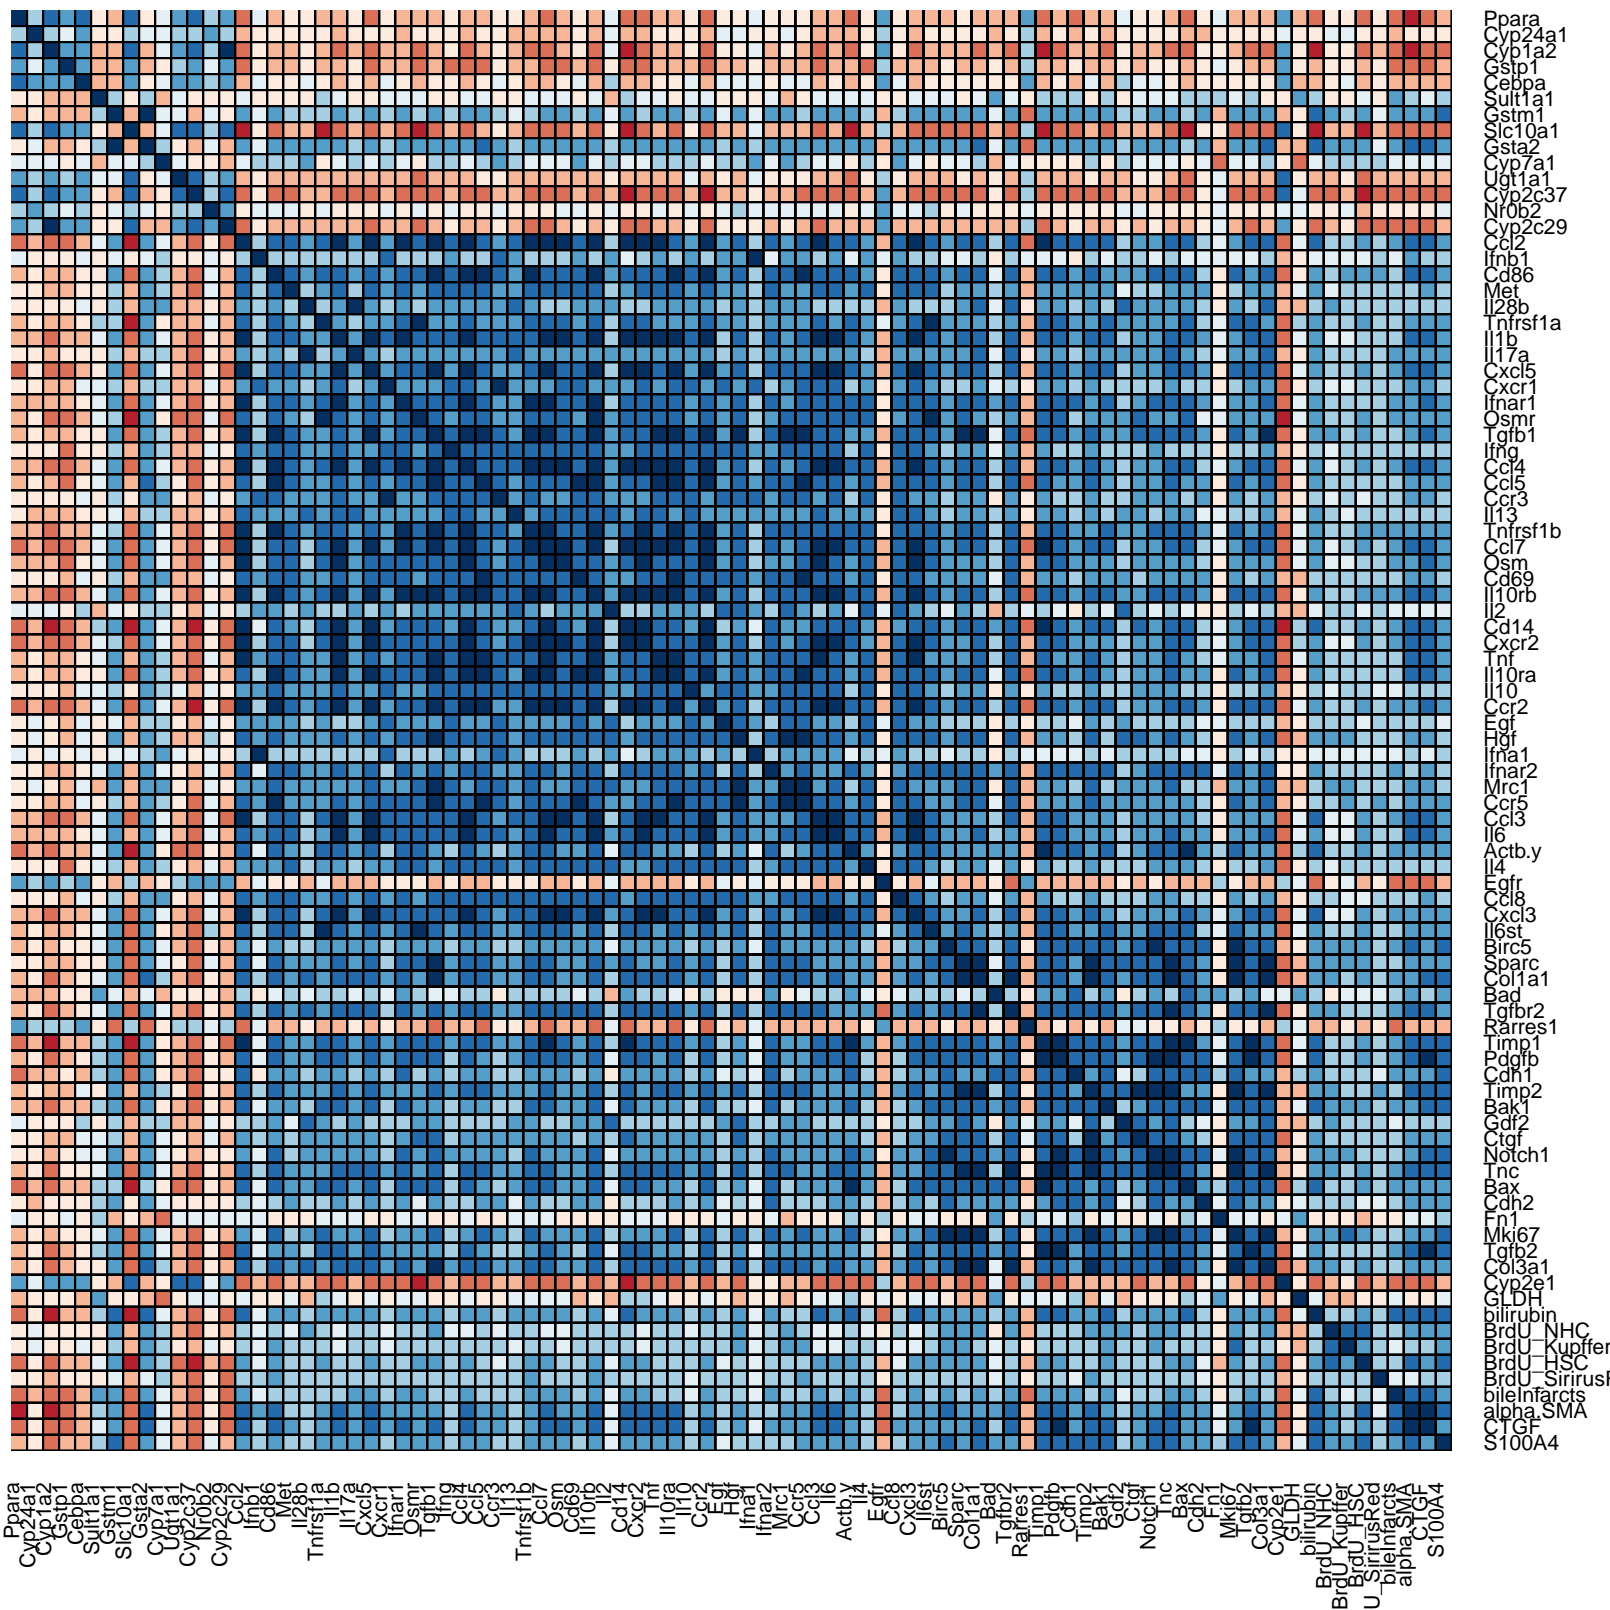 Ppara
Cyp24a1
Cyp1a2
Gstp1
Cebpa
Sult1a1
Gstm1
Slc10a1
Gsta2
Cyp7a1
Ugt1a1
Cyp2c37
Nr0b2
Cyp2c29
Ccl2
Ifnb1
Cd86
Met
Il28b
Tnfrsf1a
Il1b
Il17a
Cxcl5
Cxcr1
Ifnar1
Osmr
Tgfb1
Ifng
Ccl4
Ccl5
Ccr3
Il13
Tnfrsf1b
Ccl7
Osm
Cd69
Il10rb
Il2
Cd14
Cxcr2
Tnf
Il10ra
Il10
Ccr2
Egf
Hgf
Ifna1
Ifnar2
Mrc1
Ccr5
Ccl3
Il6
Actb.y
Il4
Egfr
Ccl8
Cxcl3
Il6st
Birc5
Sparc
Col1a1
Bad
Tgfbr2
Rarres1
Timp1
Pdgfb
Cdh1
Timp2
Bak1
Gdf2
Ctgf
Notch1
Tnc
Bax
Cdh2
Fn1
Mki67
Tgfb2
Col3a1
Cyp2e1
GLDH
bilirubin
BrdU_NHC
BrdU_Kupffer
BrdU_HSC
BrdU_SirirusR
bileInfarcts
alpha.SMA
CTGF
S100A4
Ppara
Cyp24a1
Cyp1a2
Gstp1
Cebpa
Sult1a1
Gstm1
Slc10a1
Gsta2
Cyp7a1
Ugt1a1
Cyp2c37
Nr0b2
Cyp2c29
Ccl2
Ifnb1
Cd86
Met
Il28b
Tnfrsf1a
Il1b
Il17a
Cxcl5
Cxcr1
Ifnar1
Osmr
Tgfb1
Ifng
Ccl4
Ccl5
Ccr3
Il13
Tnfrsf1b
Ccl7
Osm
Cd69
Il10rb
Il2
Cd14
Cxcr2
Tnf
Il10ra
Il10
Ccr2
Egf
Hgf
Ifna1
Ifnar2
Mrc1
Ccr5
Ccl3
Il6
Actb.y
Il4
Egfr
Ccl8
Cxcl3
Il6st
Birc5
Sparc
Col1a1
Bad
Tgfbr2
Rarres1
Timp1
Pdgfb
Cdh1
Timp2
Bak1
Gdf2
Ctgf
Notch1
Tnc
Bax
Cdh2
Fn1
Mki67
Tgfb2
Col3a1
Cyp2e1
GLDH
bilirubin
BrdU_NHC
BrdU_Kupffer
BrdU_HSC
U_SirirusRed
bileInfarcts
alpha.SMA
CTGF
S100A4